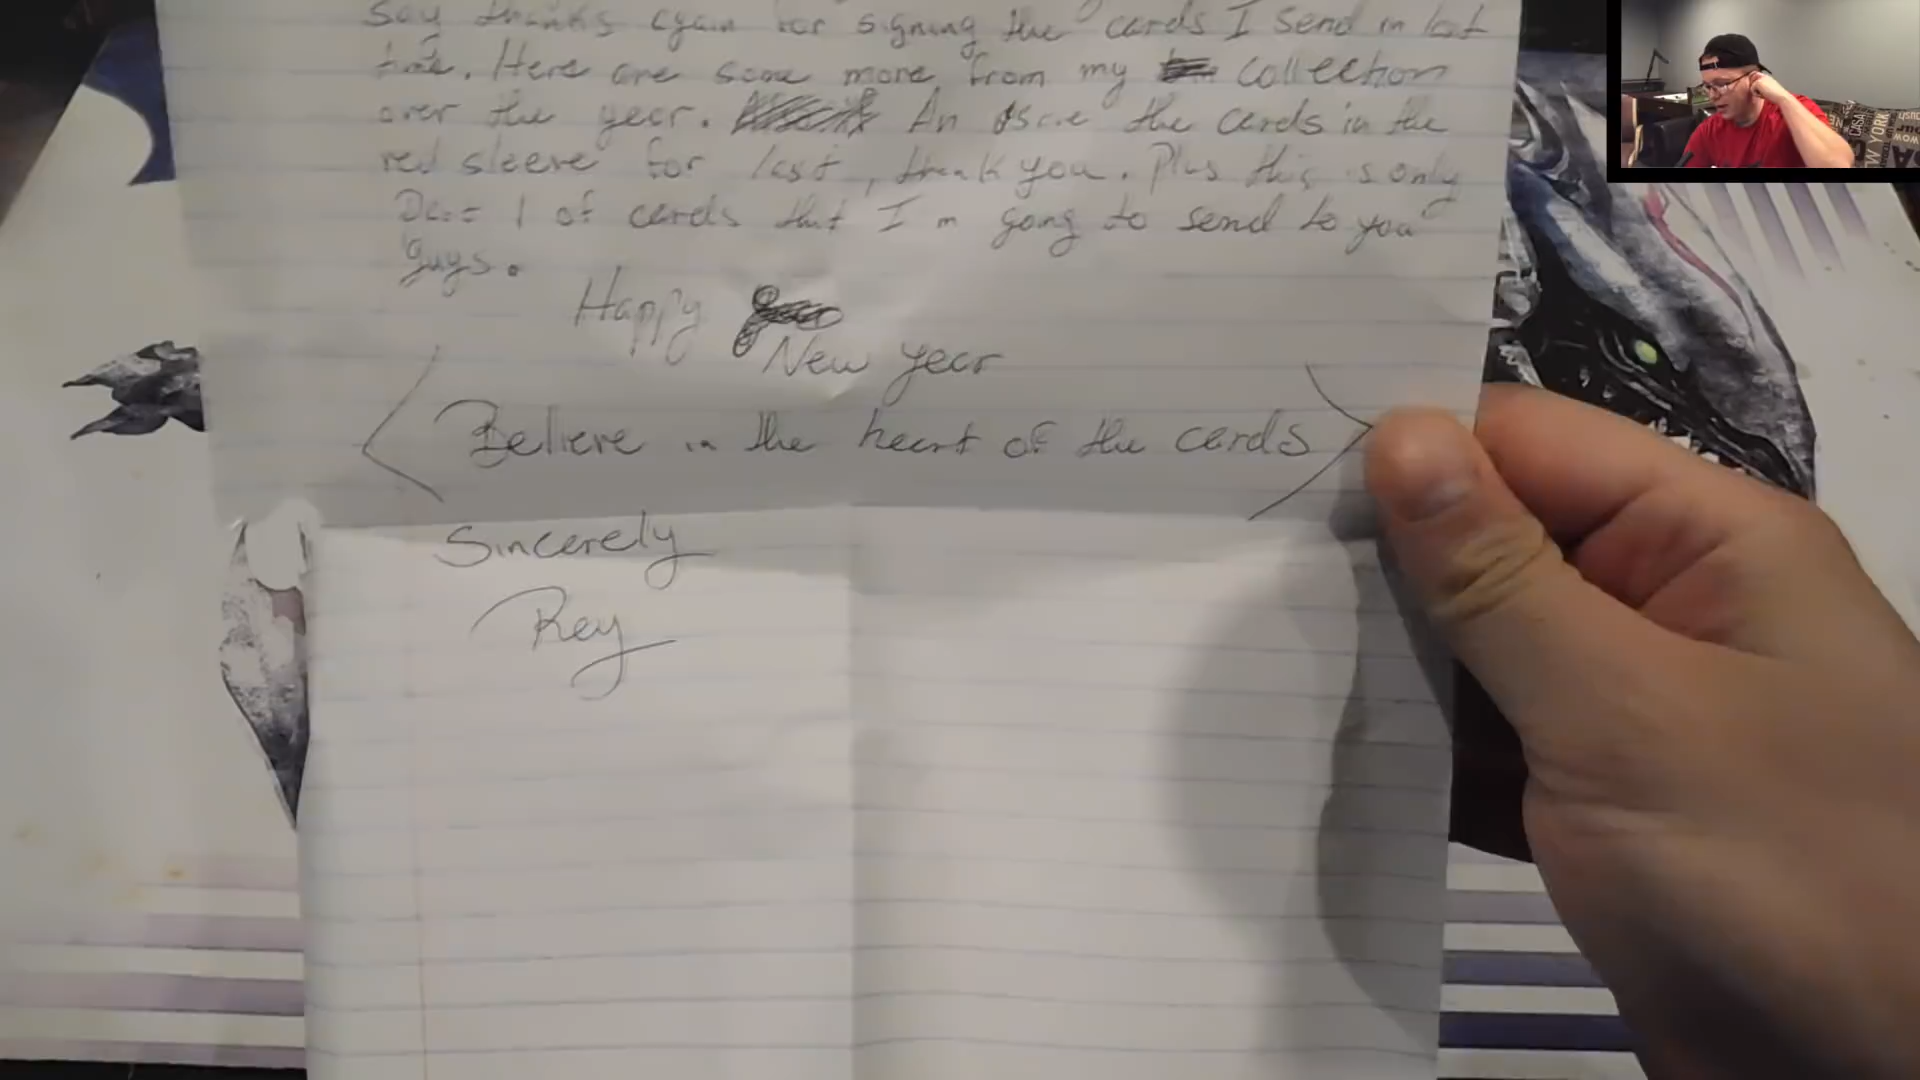 Say thanks again for signing the cards I send in last
time. Here are some more from my collection
over the year. An save the cards in the
red sleeve for last, thank you. Plus this is only
1 of cards that I'm going to send to you
guys.
Happy
New year
Believe in the heart of the cards
Sincerely
Rey
YORK
CASA
WOW